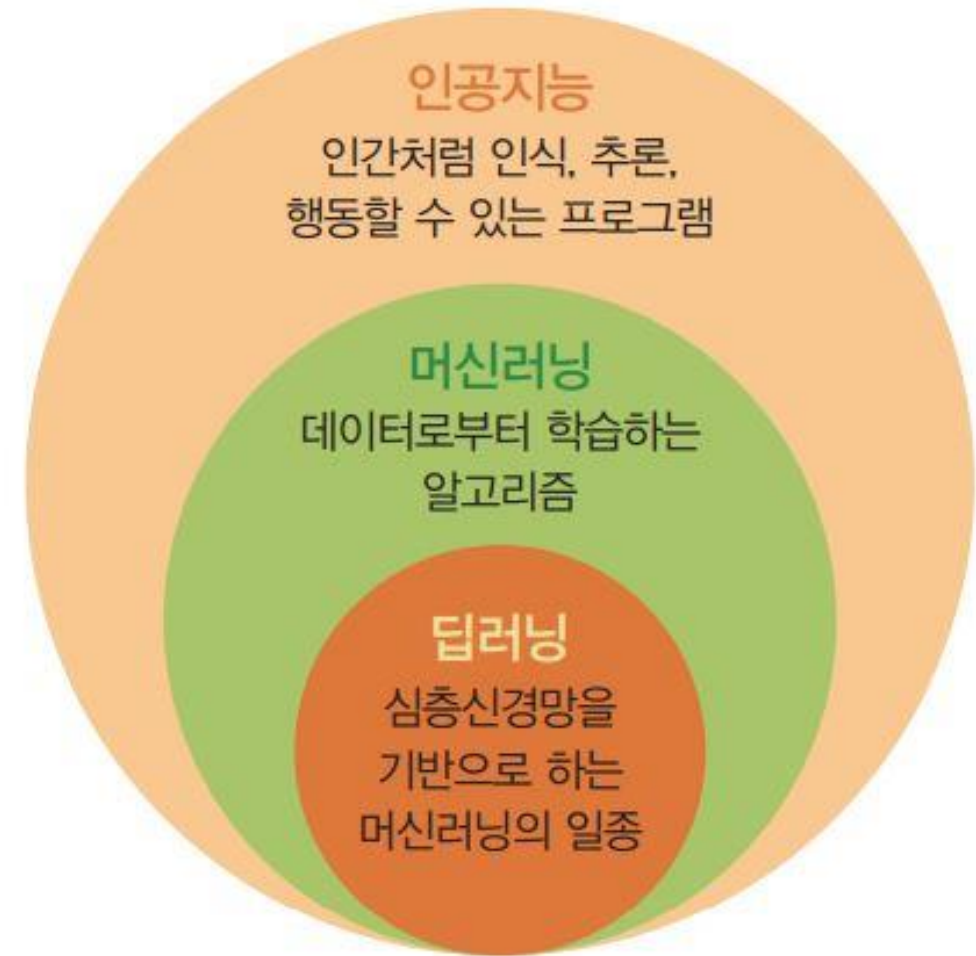 인공지능
인간처럼 인식, 추론,
행동할 수 있는 프로그램
머신러닝
데이터로부터 학습하는
알고리즘
딥러닝
심층신경망을
기반으로 하는
머신러닝의 일종